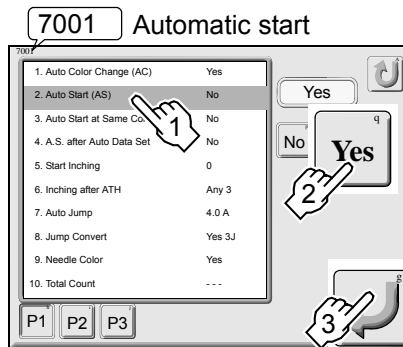 7001 Automatic start
7001
1. Auto Color Change (AC) Yes
2. Auto Start (AS) No
3. Auto Start at Same No
4. A.S. after Auto Data Set No
5. Start Inching 0
6. Inching after ATH Any 3
7. Auto Jump 4.0 A
8. Jump Convert Yes 3J
9. Needle Color Yes
10. Total Count - - -
Yes
No
q
Yes
1
2
3
P1 P2 P3